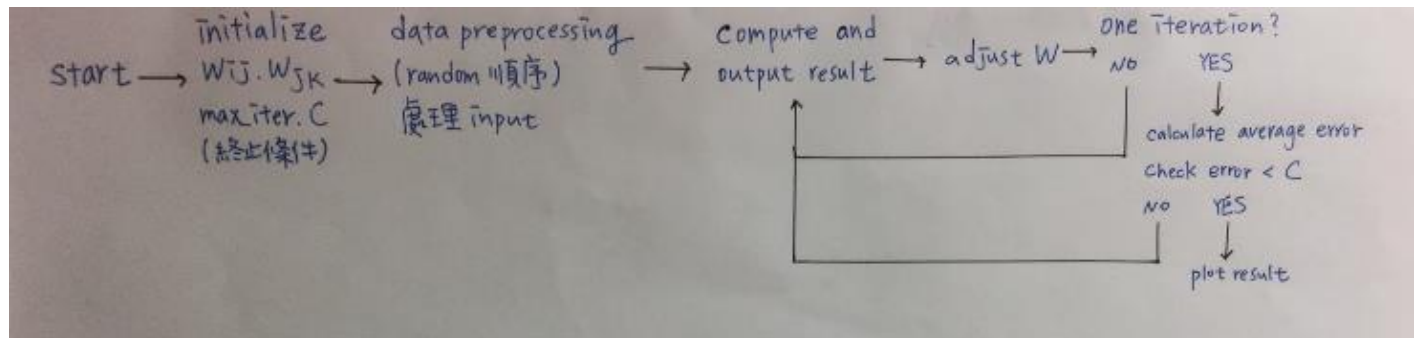 start
initialize
Wij. Wjk
max iter. C
(終止條件)
data preprocessing
(random 順序)
處理 input
compute and
output result
adjust W
one iteration?
NO YES
calculate average error
check error < C
NO YES
plot result